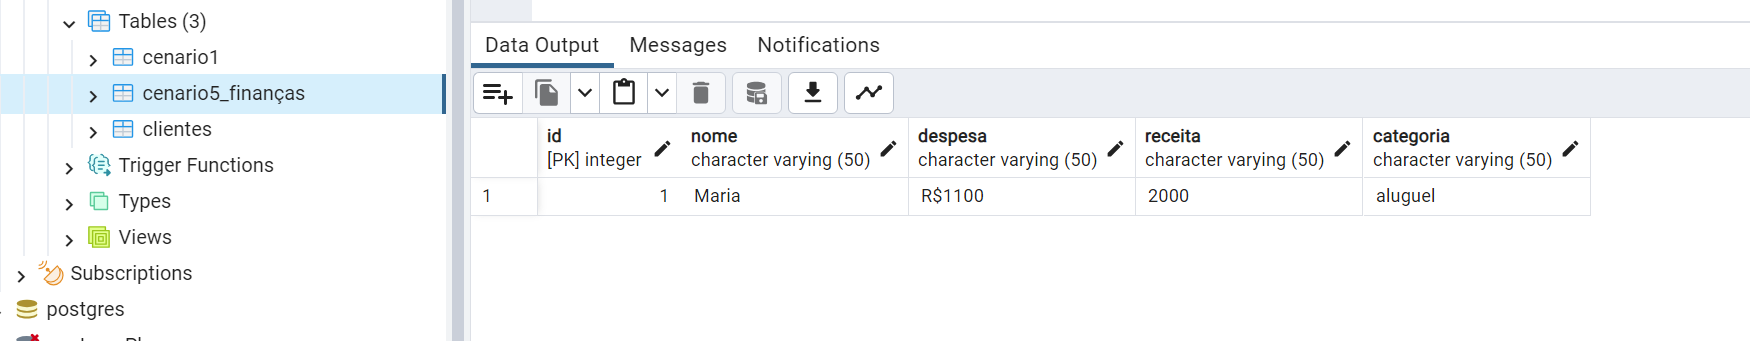 Tables (3)
cenario1
cenario5_finanças
clientes
Trigger Functions
Types
Views
Subscriptions
postgres
Data Output Messages Notifications
id nome despesa receita categoria
[PK] integer character varying (50) character varying (50) character varying (50) character varying (50)
1 1 Maria R$1100 2000 aluguel